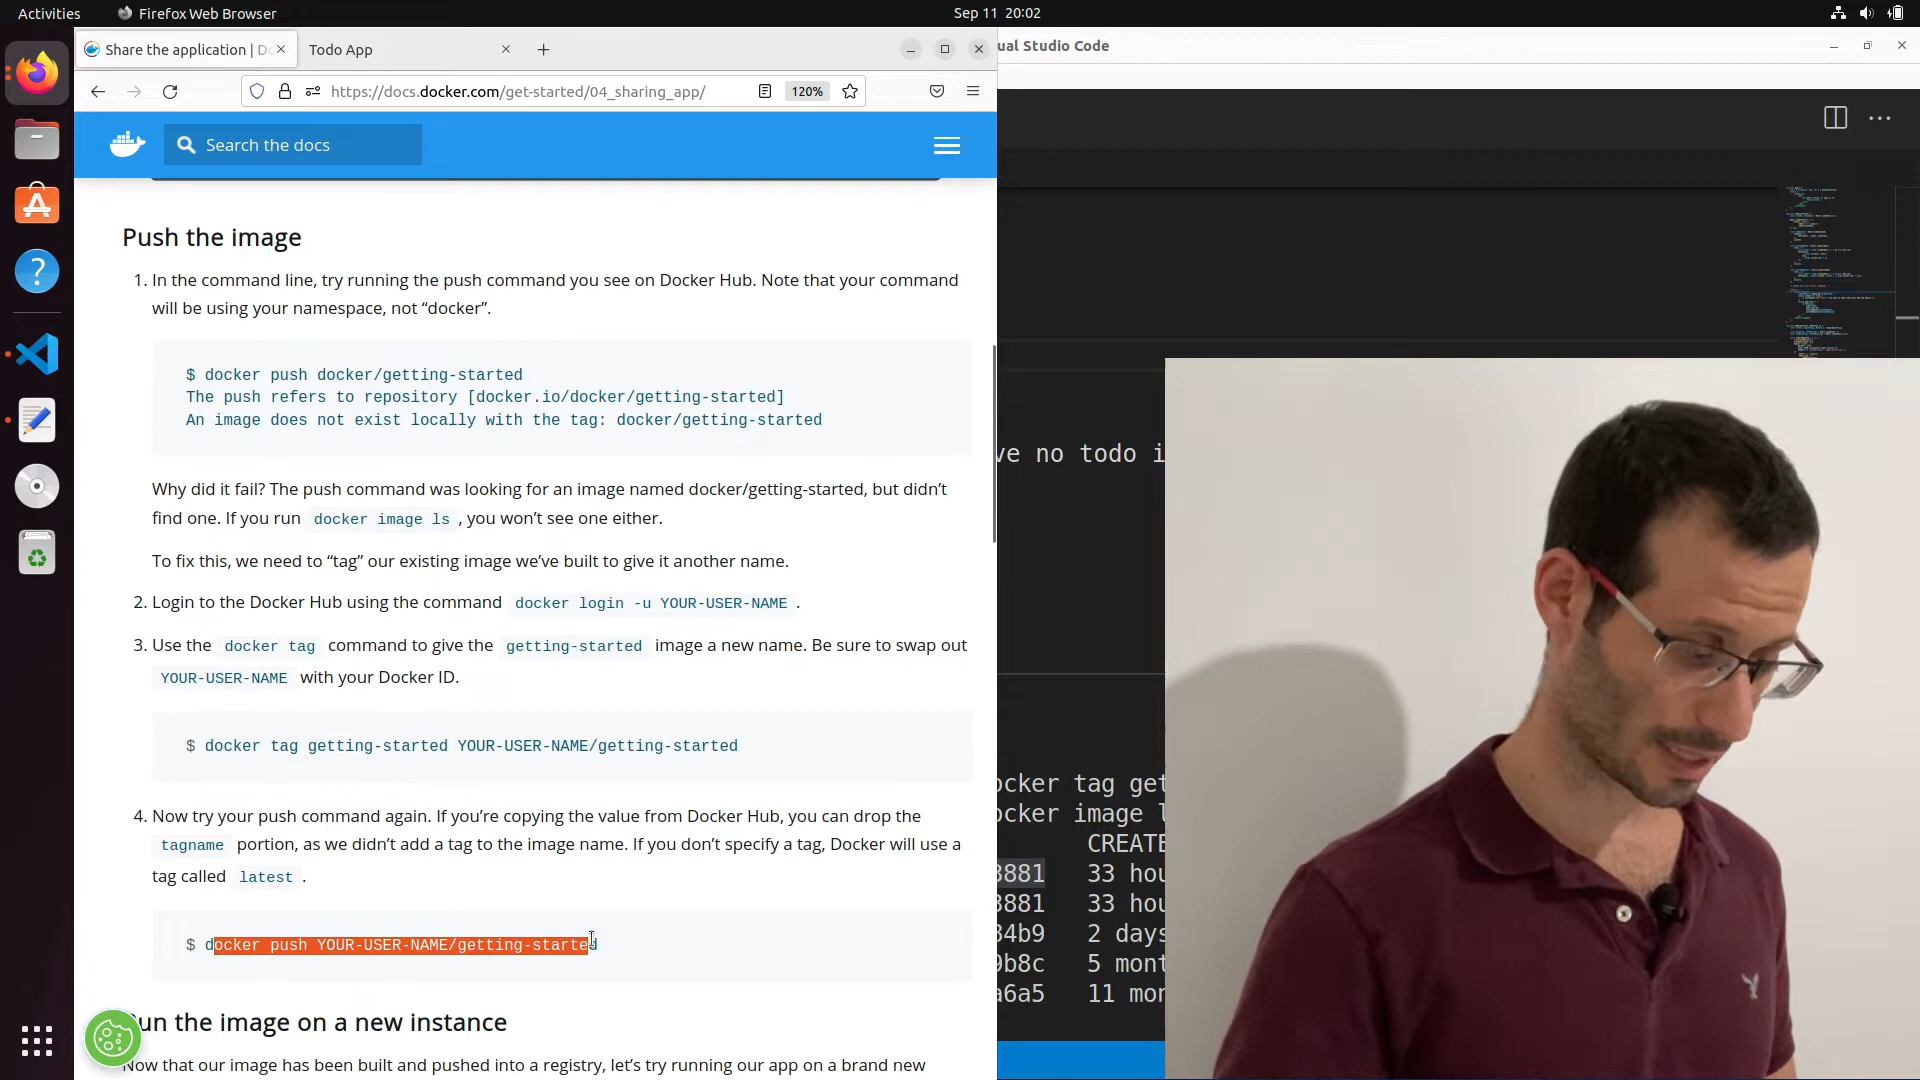 Activities
Firefox Web Browser
Sep 11 20:02
Share the application | Do
Todo App
ual Studio Code
https://docs.docker.com/get-started/04_sharing_app/
120%
Search the docs
Push the image
1. In the command line, try running the push command you see on Docker Hub. Note that your command
will be using your namespace, not “docker”.
$ docker push docker/getting-started
The push refers to repository [docker.io/docker/getting-started]
An image does not exist locally with the tag: docker/getting-started
Why did it fail? The push command was looking for an image named docker/getting-started, but didn’t
find one. If you run docker image ls , you won’t see one either.
To fix this, we need to “tag” our existing image we’ve built to give it another name.
2. Login to the Docker Hub using the command docker login -u YOUR-USER-NAME .
3. Use the docker tag command to give the getting-started image a new name. Be sure to swap out
YOUR-USER-NAME with your Docker ID.
$ docker tag getting-started YOUR-USER-NAME/getting-started
4. Now try your push command again. If you’re copying the value from Docker Hub, you can drop the
tagname portion, as we didn’t add a tag to the image name. If you don’t specify a tag, Docker will use a
tag called latest .
$ docker push YOUR-USER-NAME/getting-started
un the image on a new instance
Now that our image has been built and pushed into a registry, let’s try running our app on a brand new
ve no todo i
ocker tag get
ocker image l
CREATE
3881 33 hou
3881 33 hou
34b9 2 days
9b8c 5 mont
a6a5 11 mon